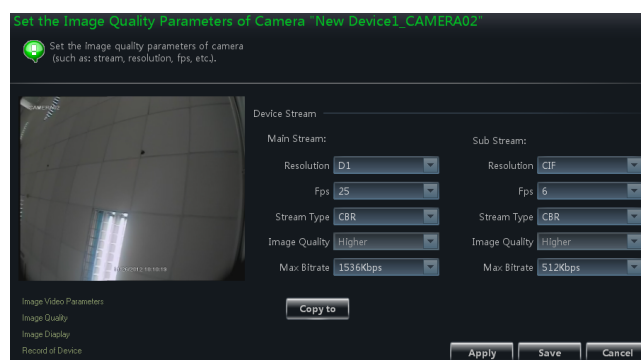 Set the Image Quality Parameters of Camera "New Device1_CAMERA02"
Set the image quality parameters of camera
(such as: stream, resolution, fps, etc.).
Device Stream
Main Stream:
Resolution D1
Fps 25
Stream Type CBR
Image Quality Higher
Max Bitrate 1536Kbps
Sub Stream:
Resolution CIF
Fps 6
Stream Type CBR
Image Quality Higher
Max Bitrate 512Kbps
Copy to
Image Video Parameters
Image Quality
Image Display
Record of Device
Apply
Save
Cancel